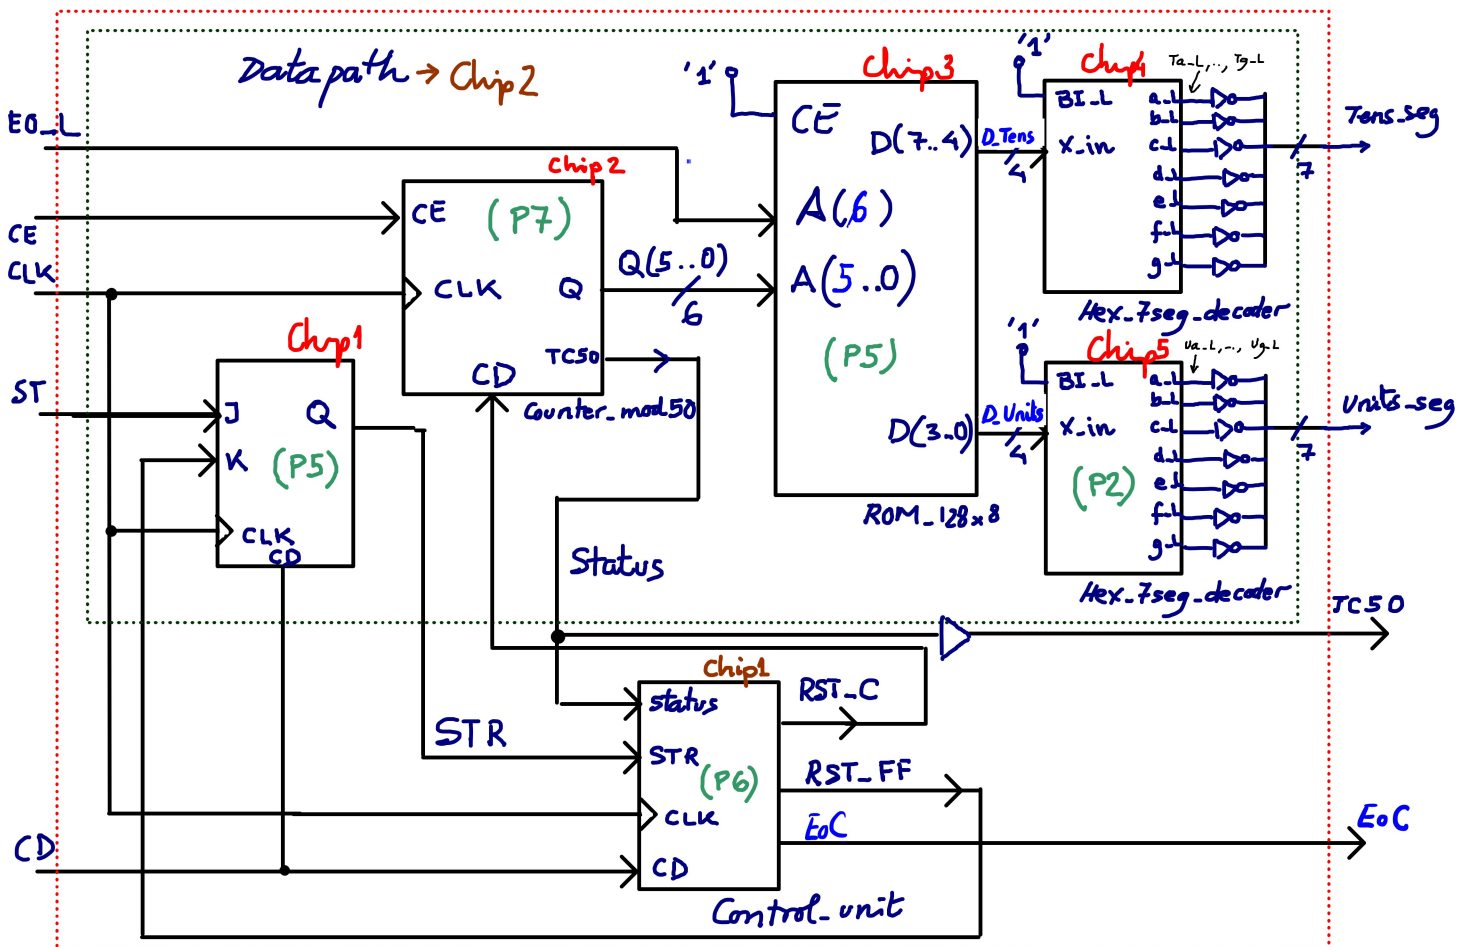 Datapath → Chip2
'1'
Chip3
'1'
Chip4
Ta_L,.., Tg_L
EO_L
CE
CLK
ST
CD
Chip2
CE
(P7)
CLK
Q
TC50
CD
Counter_mod50
Q(5..0)
6
Chip1
J
Q
K
(P5)
CLK
CD
CE
D(7..4)
A(6)
A(5..0)
(P5)
D(3..0)
ROM_128x8
D_Tens
4
BI_L
X_in
a_L
b_L
c_L
d_L
e_L
f_L
g_L
Hex_7seg_decoder
Tens_seg
7
'1'
Chip5
Ua_L,..., Ug_L
D_Units
4
BI_L
X_in
(P2)
a_L
b_L
c_L
d_L
e_L
f_L
g_L
Hex_7seg_decoder
Units_seg
7
Status
TC50
Chip1
status
STR
STR
(P6)
CLK
CD
RST_C
RST_FF
EoC
EoC
Control_unit